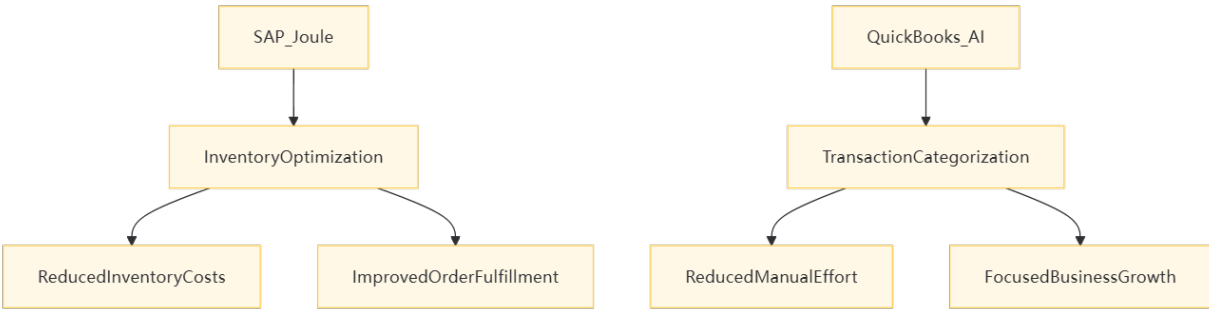 SAP_Joule
QuickBooks_AI
InventoryOptimization
TransactionCategorization
ReducedInventoryCosts
ImprovedOrderFulfillment
ReducedManualEffort
FocusedBusinessGrowth